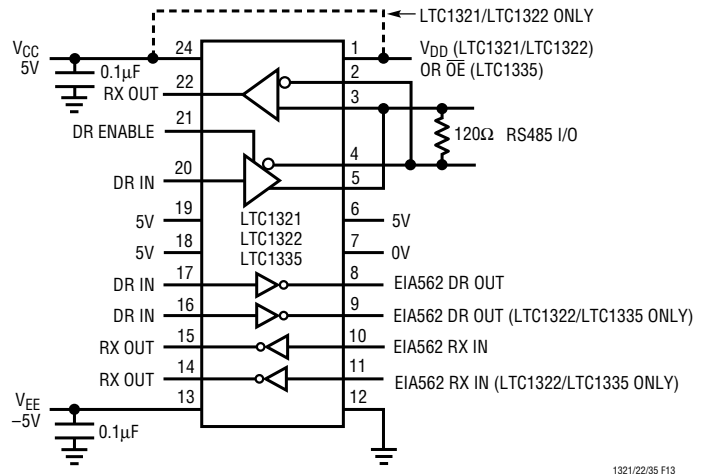 LTC1321/LTC1322 ONLY
VCC
5V
0.1µF
24
1
VDD (LTC1321/LTC1322)
OR OE (LTC1335)
RX OUT
22
2
3
DR ENABLE
21
120Ω RS485 I/O
4
DR IN
20
5
5V
19
LTC1321
LTC1322
LTC1335
6
5V
5V
18
7
0V
DR IN
17
8
EIA562 DR OUT
DR IN
16
9
EIA562 DR OUT (LTC1322/LTC1335 ONLY)
RX OUT
15
10
EIA562 RX IN
RX OUT
14
11
EIA562 RX IN (LTC1322/LTC1335 ONLY)
VEE
–5V
13
12
0.1µF
1321/22/35 F13